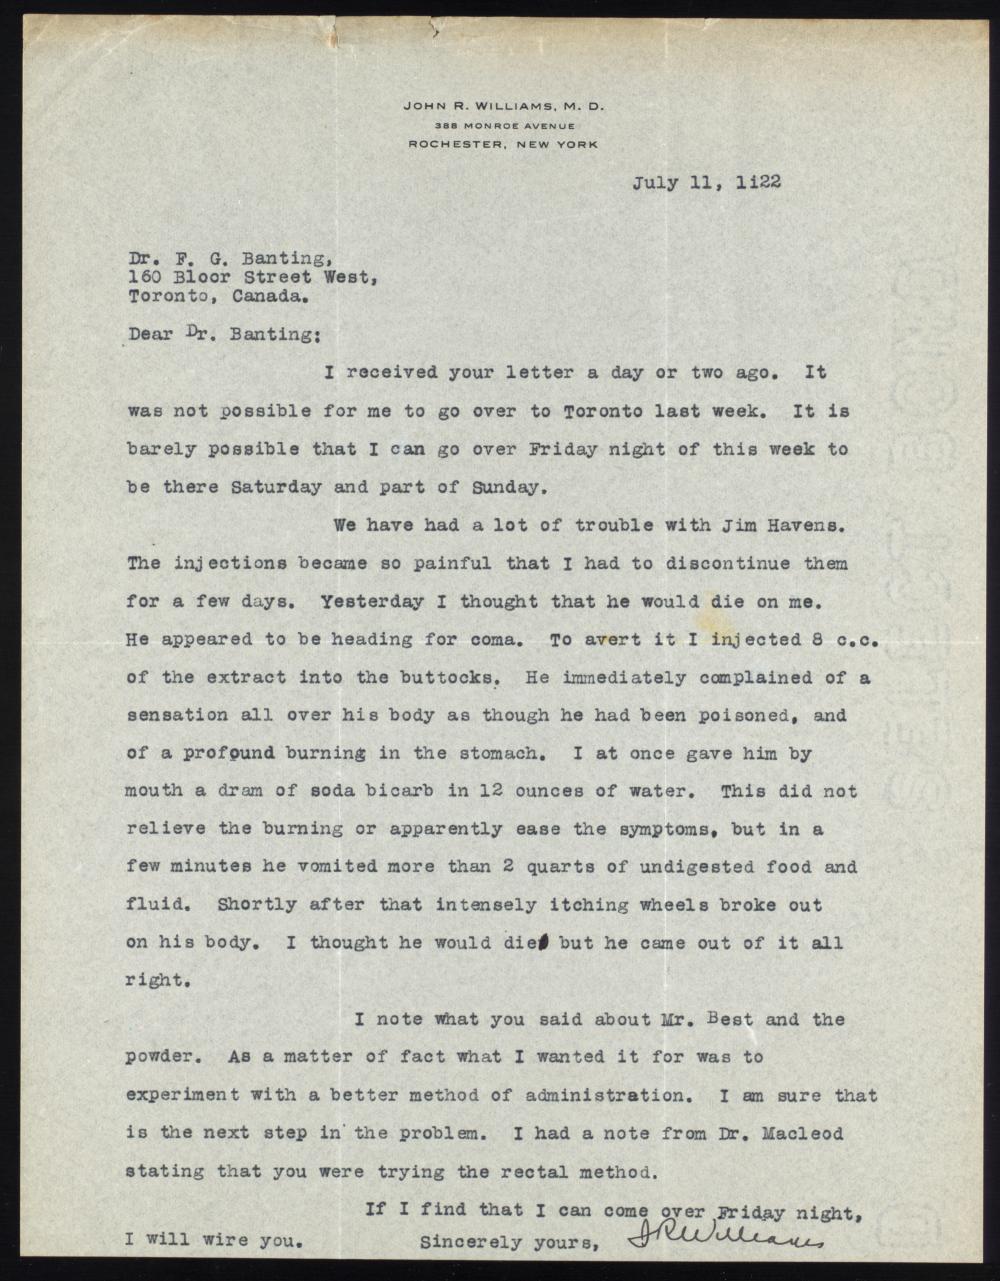 JOHN R. WILLIAMS, M. D.
388 MONROE AVENUE
ROCHESTER, NEW YORK
July 11, 1i22
Dr. F. G. Banting,
160 Bloor Street West,
Toronto, Canada.
Dear Dr. Banting:
I received your letter a day or two ago. It
was not possible for me to go over to Toronto last week. It is
barely possible that I can go over Friday night of this week to
be there Saturday and part of Sunday.
We have had a lot of trouble with Jim Havens.
The injections became so painful that I had to discontinue them
for a few days. Yesterday I thought that he would die on me.
He appeared to be heading for coma. To avert it I injected 8 c.c.
of the extract into the buttocks. He immediately complained of a
sensation all over his body as though he had been poisoned, and
of a profound burning in the stomach. I at once gave him by
mouth a dram of soda bicarb in 12 ounces of water. This did not
relieve the burning or apparently ease the symptoms, but in a
few minutes he vomited more than 2 quarts of undigested food and
fluid. Shortly after that intensely itching wheels broke out
on his body. I thought he would die but he came out of it all
right.
I note what you said about Mr. Best and the
powder. As a matter of fact what I wanted it for was to
experiment with a better method of administration. I am sure that
is the next step in the problem. I had a note from Dr. Macleod
stating that you were trying the rectal method.
If I find that I can come over Friday night,
I will wire you. Sincerely yours, JRWilliams